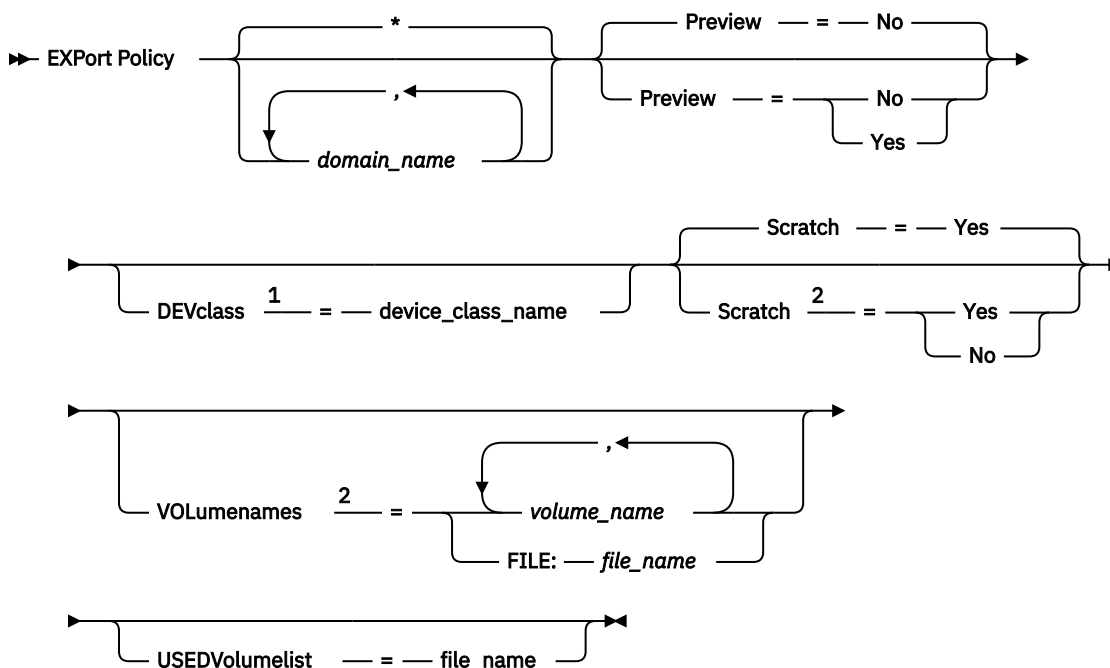 *
Preview = No
EXPort Policy
,
domain_name
Preview = No
Yes
Scratch = Yes
DEVclass 1 = device_class_name
Scratch 2 = Yes
No
,
VOLumenames 2 = volume_name
FILE: file_name
USEDVolumelist = file_name